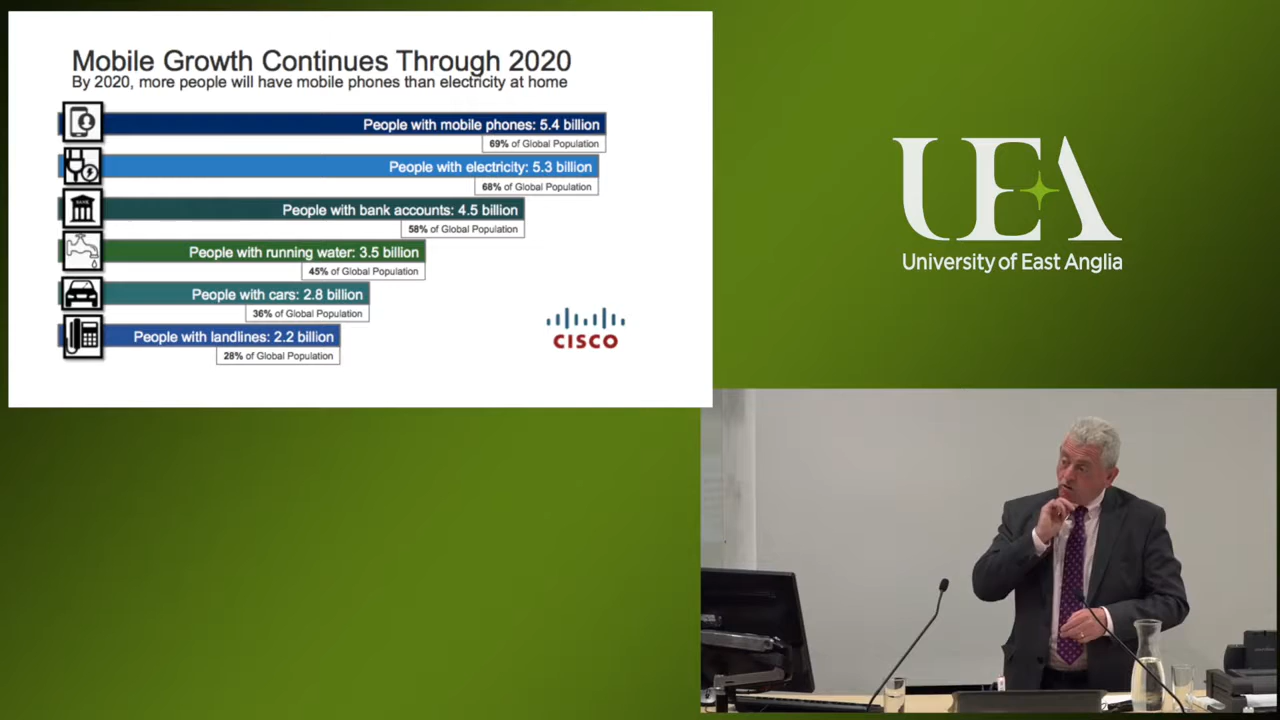 Mobile Growth Continues Through 2020
By 2020, more people will have mobile phones than electricity at home
People with mobile phones: 5.4 billion
69% of Global Population
People with electricity: 5.3 billion
68% of Global Population
BANK
People with bank accounts: 4.5 billion
58% of Global Population
People with running water: 3.5 billion
45% of Global Population
People with cars: 2.8 billion
36% of Global Population
People with landlines: 2.2 billion
28% of Global Population
CISCO
UEA
University of East Anglia